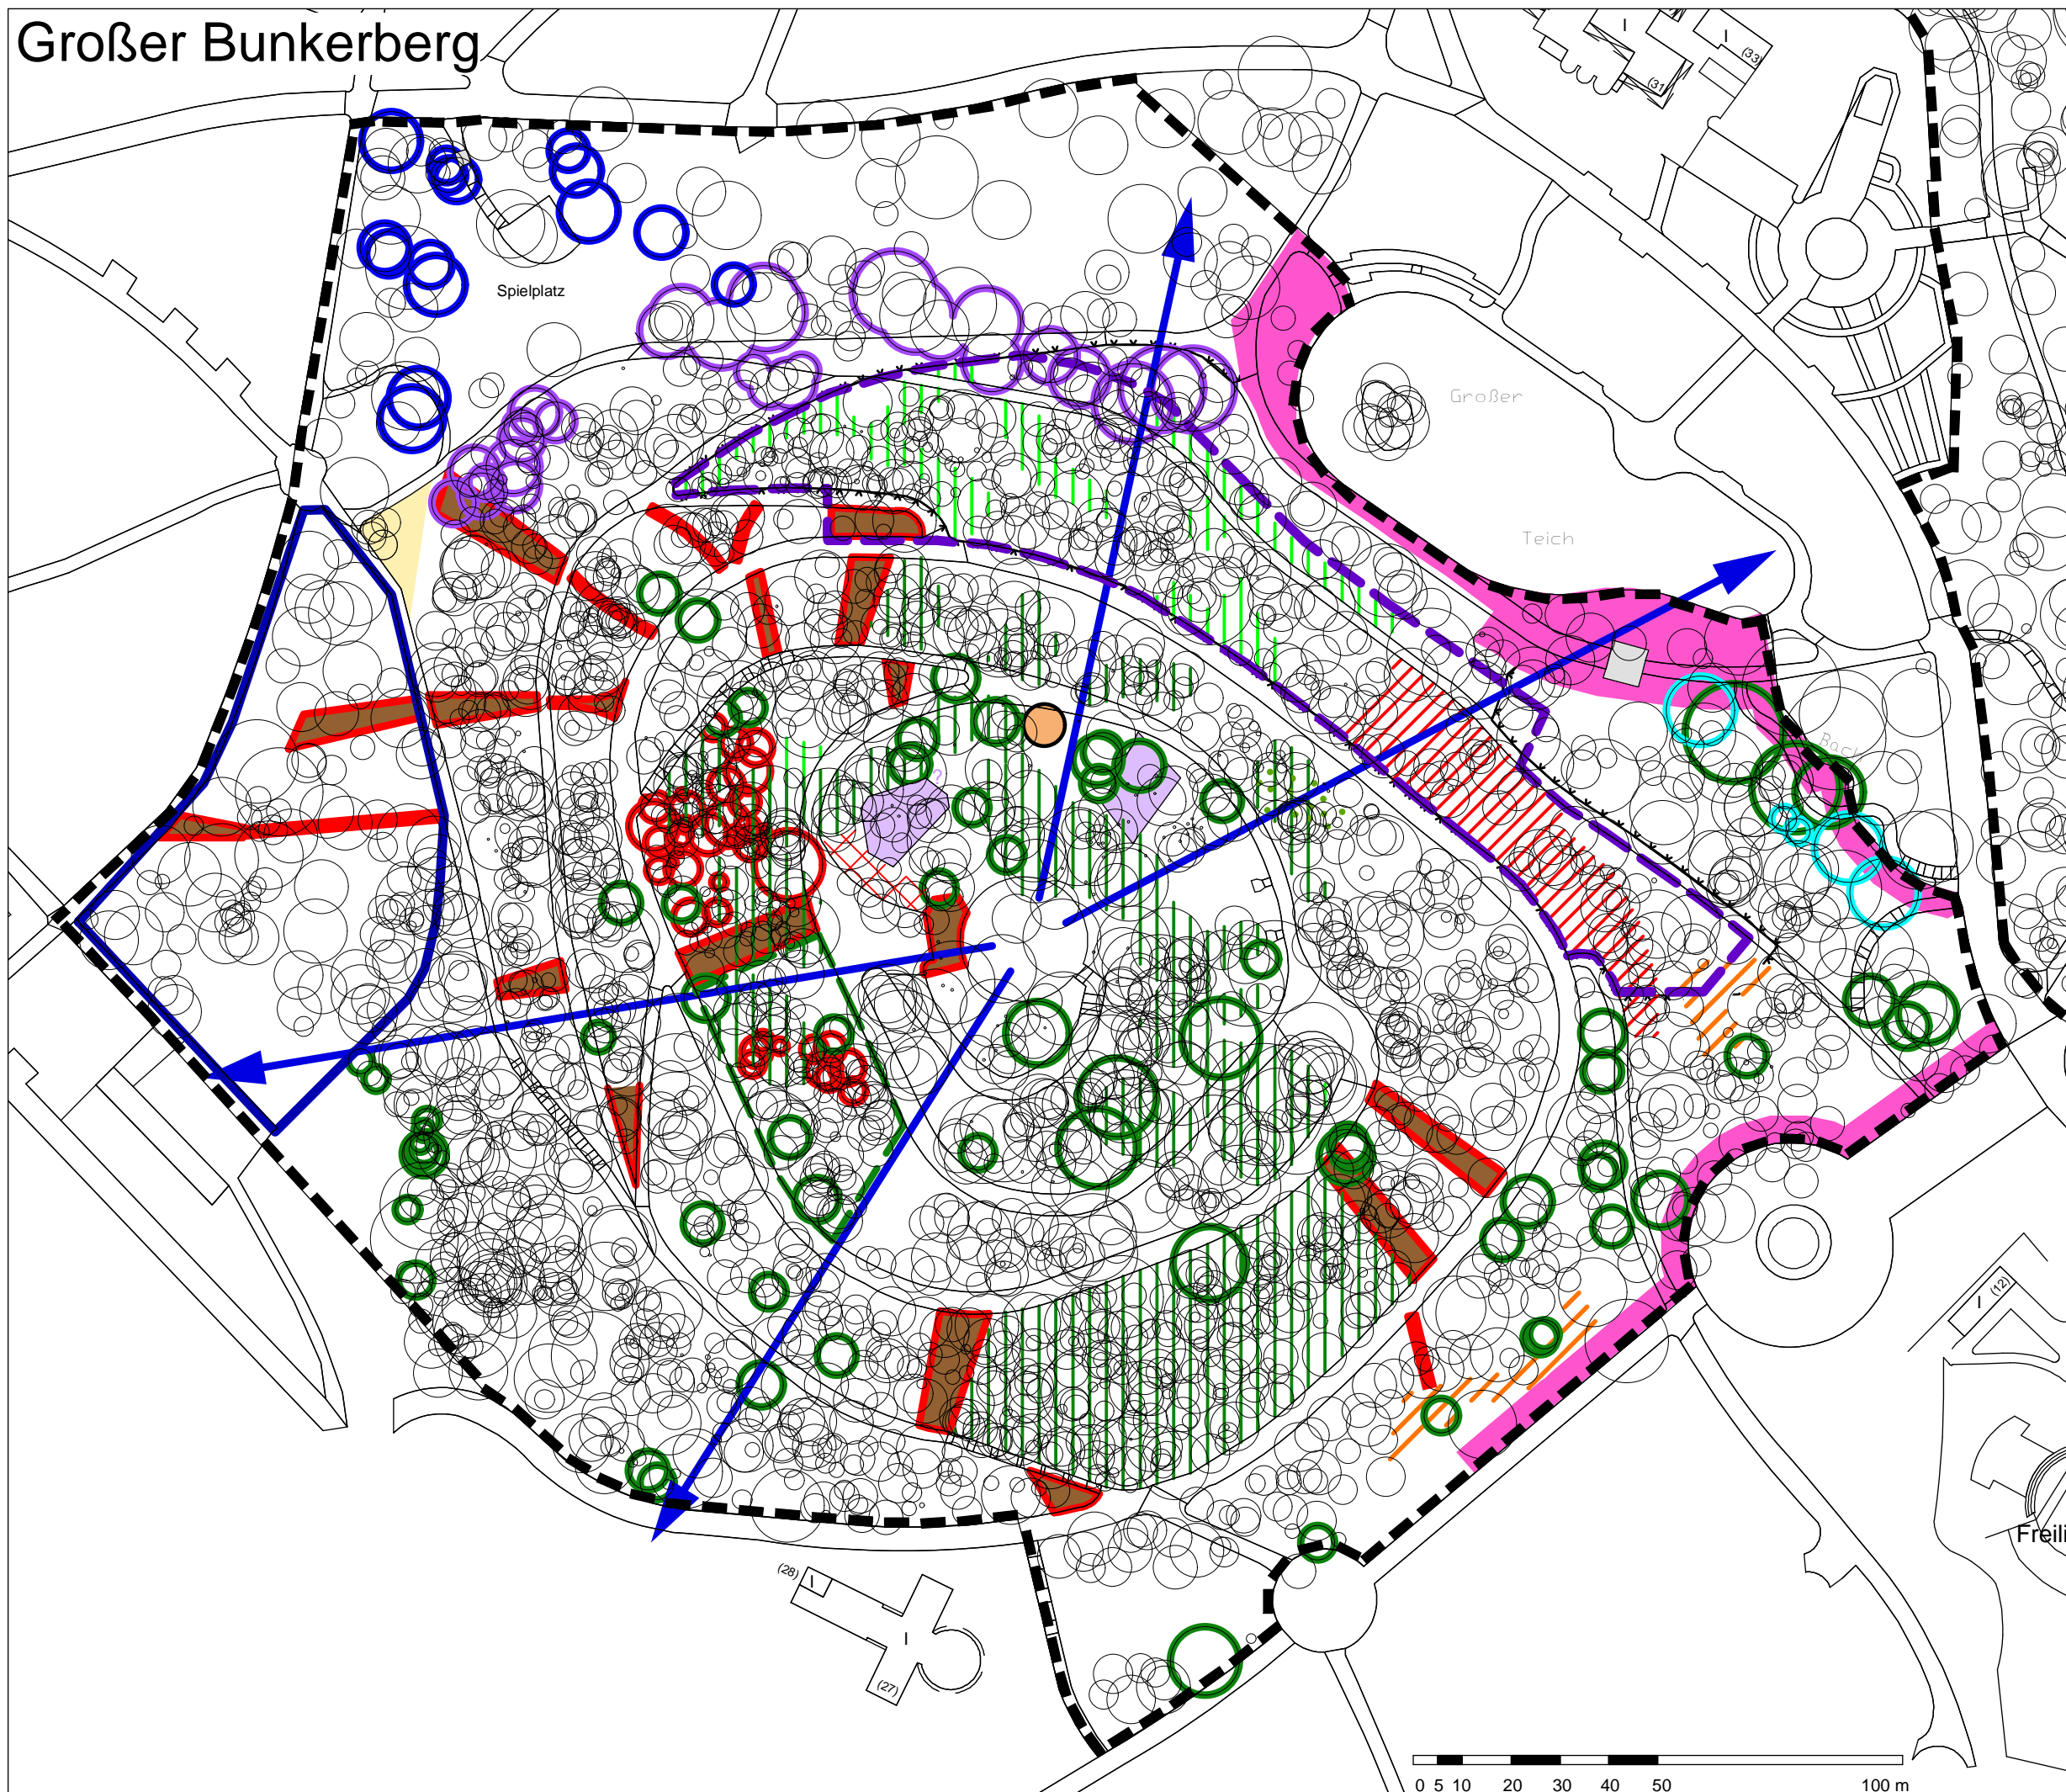 Großer Bunkerberg
I
I
(33)
(31
Spielplatz
Großer
Teich
Bach
I
(12)
Freili
(28)
I
I
(27)
0 5 10 20 30 40 50 100 m